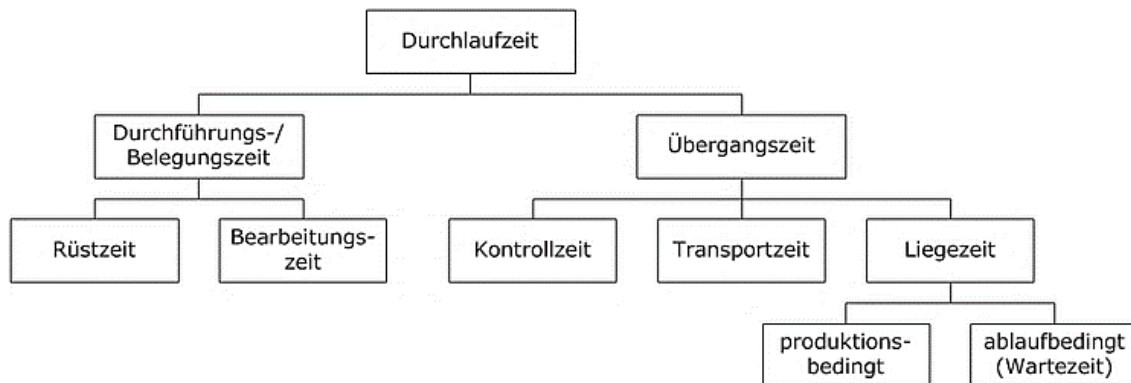 Durchlaufzeit
Durchführungs-/
Belegungszeit
Übergangszeit
Rüstzeit
Bearbeitungs-
zeit
Kontrollzeit
Transportzeit
Liegezeit
produktions-
bedingt
ablaufbedingt
(Wartezeit)